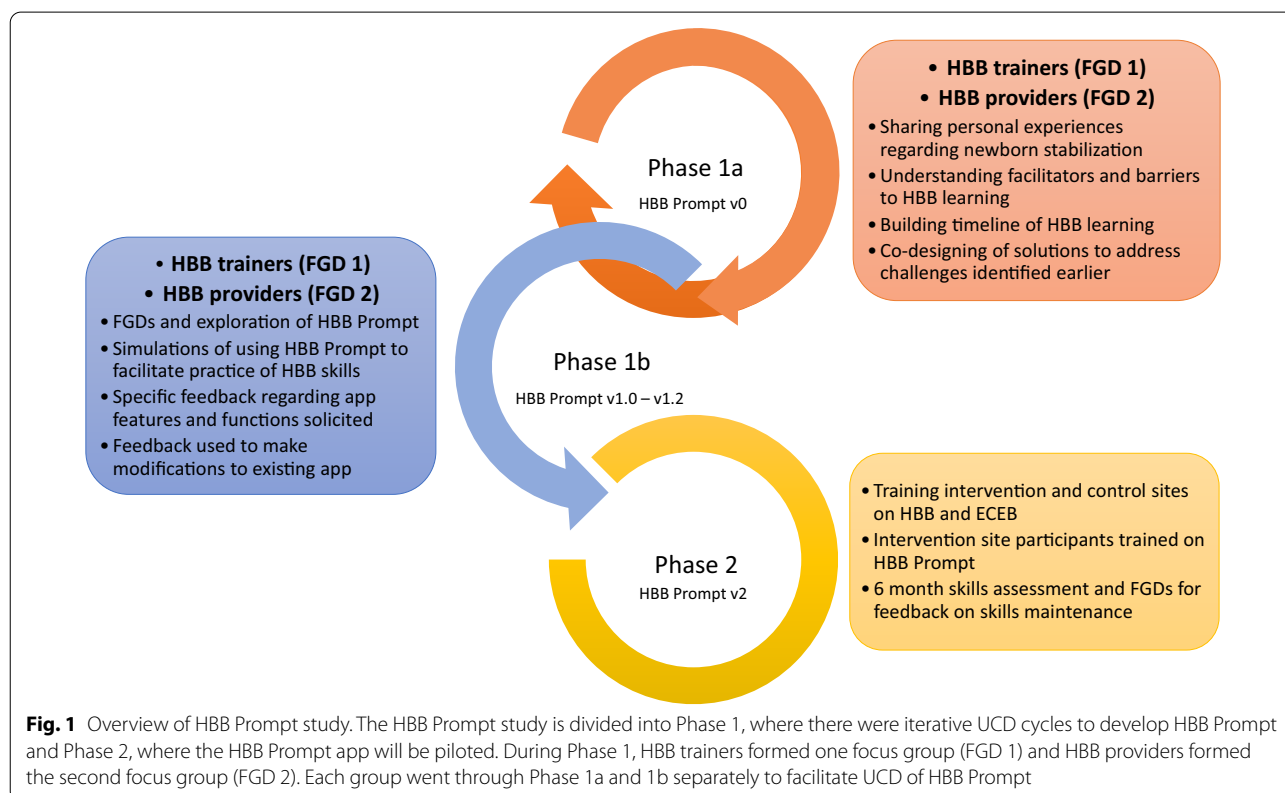 Phase 1a
HBB Prompt v0
• HBB trainers (FGD 1)
• HBB providers (FGD 2)
• Sharing personal experiences
regarding newborn stabilization
• Understanding facilitators and barriers
to HBB learning
• Building timeline of HBB learning
• Co-designing of solutions to address
challenges identified earlier
• HBB trainers (FGD 1)
• HBB providers (FGD 2)
• FGDs and exploration of HBB Prompt
• Simulations of using HBB Prompt to
facilitate practice of HBB skills
• Specific feedback regarding app
features and functions solicited
• Feedback used to make
modifications to existing app
Phase 1b
HBB Prompt v1.0 – v1.2
Phase 2
HBB Prompt v2
• Training intervention and control sites
on HBB and ECEB
• Intervention site participants trained on
HBB Prompt
• 6 month skills assessment and FGDs for
feedback on skills maintenance
Fig. 1 Overview of HBB Prompt study. The HBB Prompt study is divided into Phase 1, where there were iterative UCD cycles to develop HBB Prompt
and Phase 2, where the HBB Prompt app will be piloted. During Phase 1, HBB trainers formed one focus group (FGD 1) and HBB providers formed
the second focus group (FGD 2). Each group went through Phase 1a and 1b separately to facilitate UCD of HBB Prompt